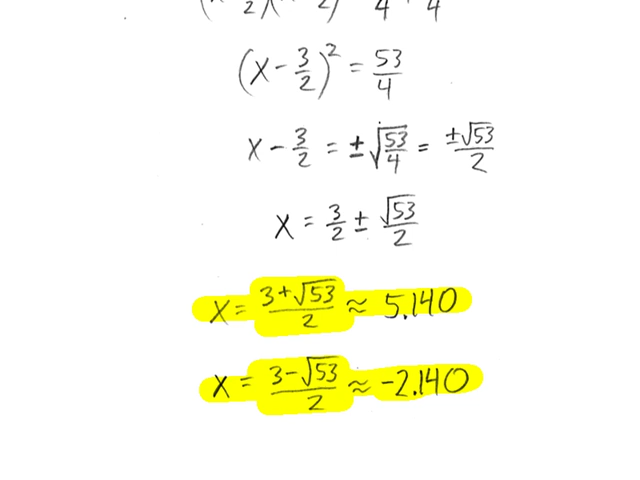 (x - 3/2)² = 53/4
x - 3/2 = ±√(53/4) = ±√53/2
x = 3/2 ± √53/2
x = (3+√53)/2 ≈ 5.140
x = (3-√53)/2 ≈ -2.140